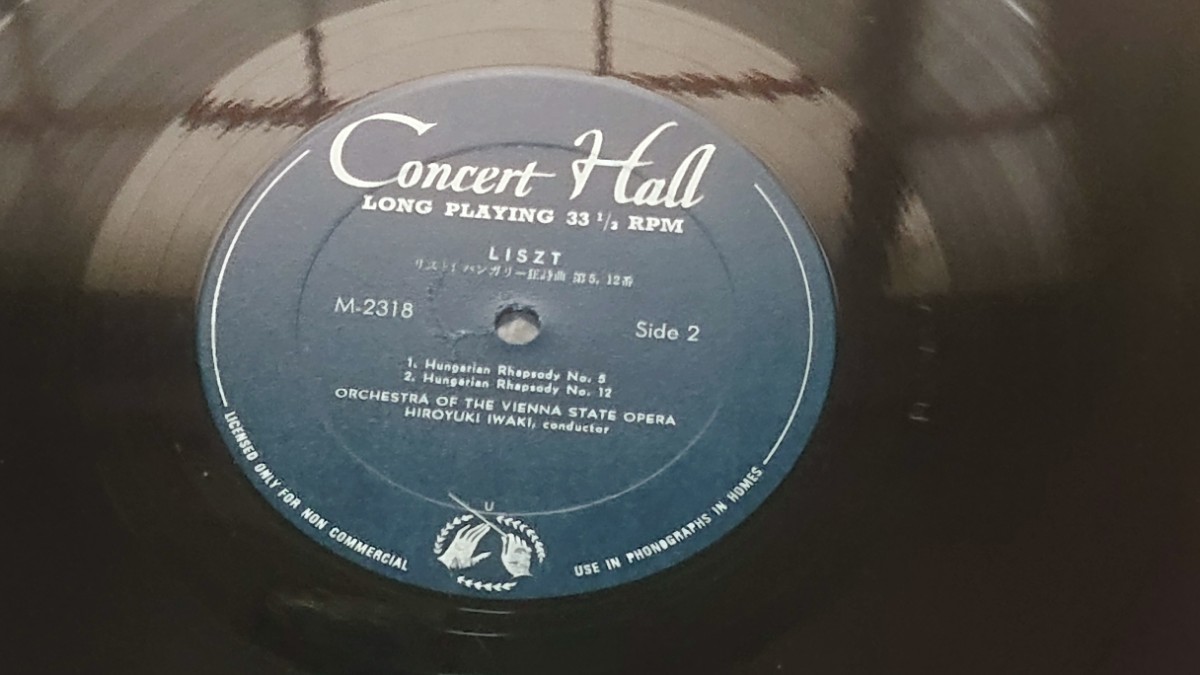 Concert Hall
LONG PLAYING 33 1/3 RPM
LISZT
リスト:ハンガリー狂詩曲 第5, 12番
M-2318
Side 2
1. Hungarian Rhapsody No. 5
2. Hungarian Rhapsody No. 12
ORCHESTRA OF THE VIENNA STATE OPERA
HIROYUKI IWAKI, conductor
U
LICENSED ONLY FOR NON COMMERCIAL
USE IN PHONOGRAPHS IN HOMES